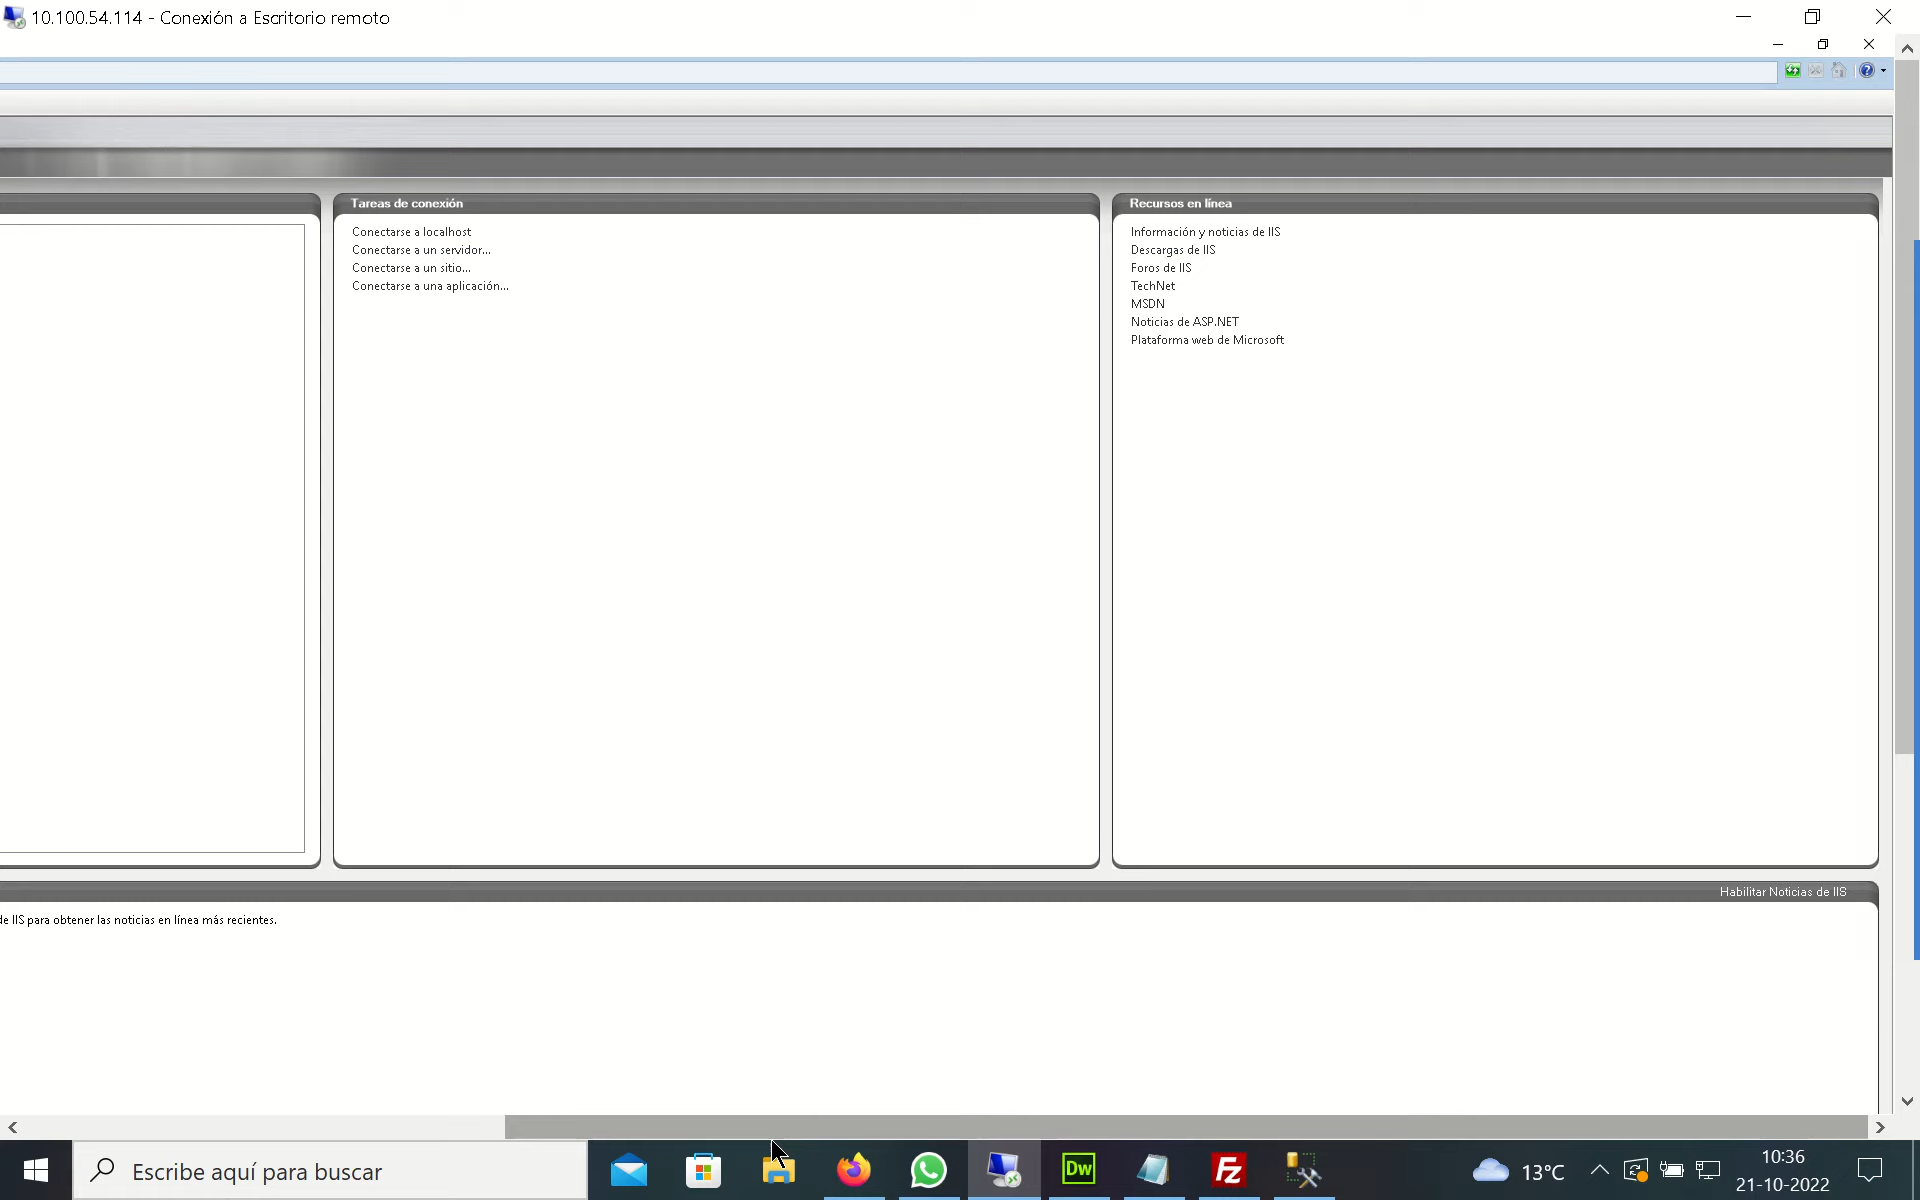 10.100.54.114 - Conexión a Escritorio remoto
Tareas de conexión
Conectarse a localhost
Conectarse a un servidor...
Conectarse a un sitio...
Conectarse a una aplicación...
Recursos en línea
Información y noticias de IIS
Descargas de IIS
Foros de IIS
TechNet
MSDN
Noticias de ASP.NET
Plataforma web de Microsoft
Habilitar Noticias de IIS
de IIS para obtener las noticias en línea más recientes.
Escribe aquí para buscar
Dw
Fz
13°C
10:36
21-10-2022